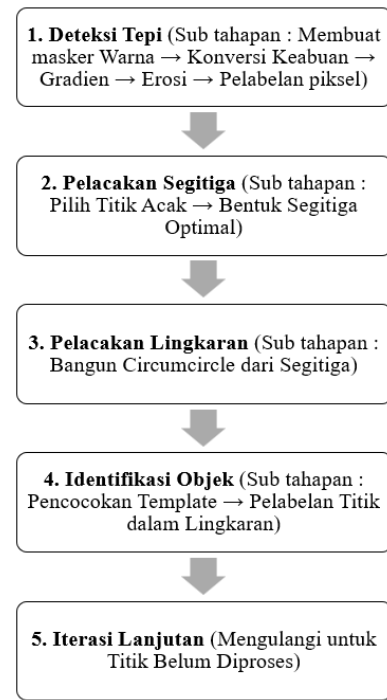 1. Deteksi Tepi (Sub tahapan : Membuat
masker Warna → Konversi Keabuan →
Gradien → Erosi → Pelabelan piksel)
2. Pelacakan Segitiga (Sub tahapan :
Pilih Titik Acak → Bentuk Segitiga
Optimal)
3. Pelacakan Lingkaran (Sub tahapan :
Bangun Circumcircle dari Segitiga)
4. Identifikasi Objek (Sub tahapan :
Pencocokan Template → Pelabelan Titik
dalam Lingkaran)
5. Iterasi Lanjutan (Mengulangi untuk
Titik Belum Diproses)